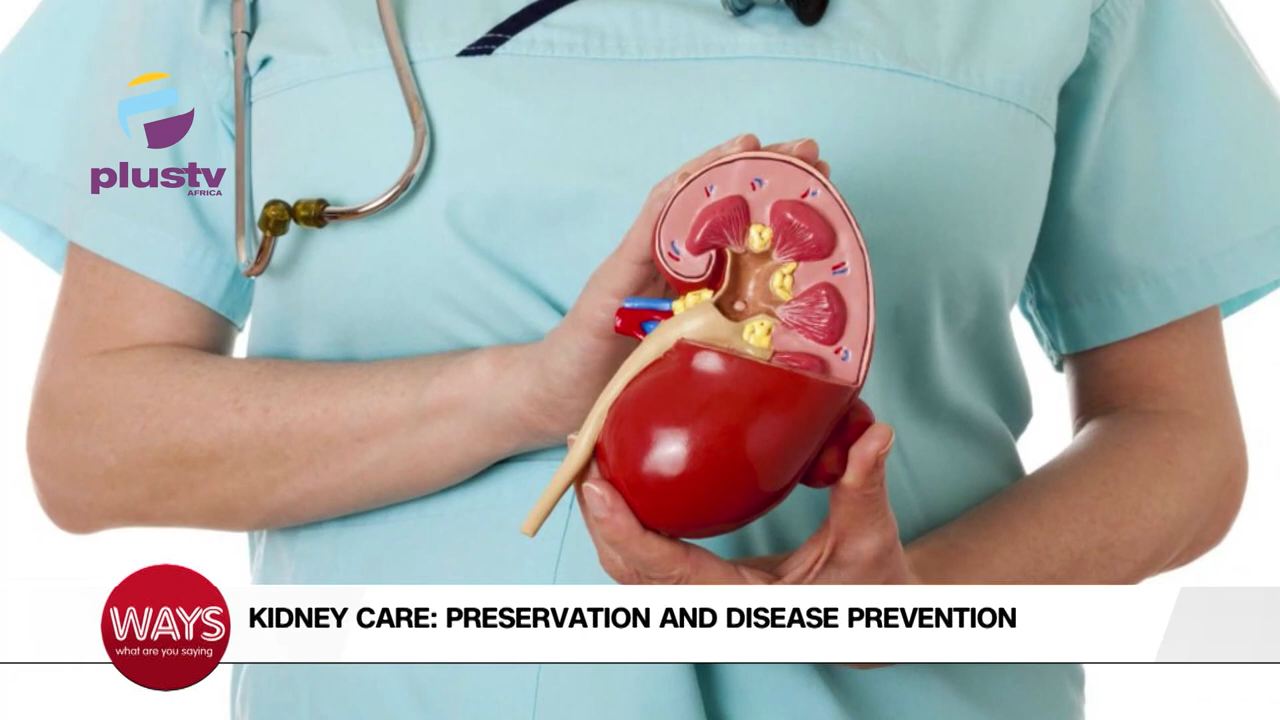 plustv
AFRICA
WAYS
what are you saying
KIDNEY CARE: PRESERVATION AND DISEASE PREVENTION